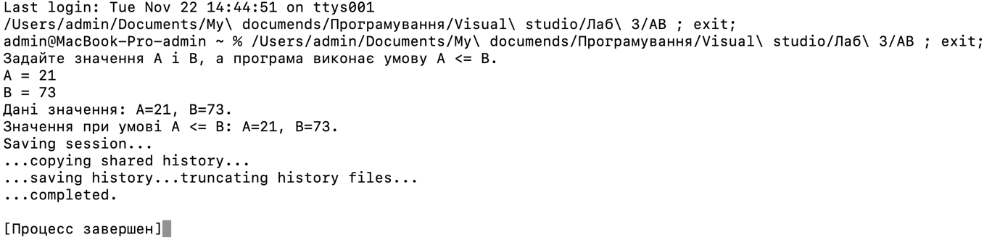 Last login: Tue Nov 22 14:44:51 on ttys001
/Users/admin/Documents/My\ documends/Програмування/Visual\ studio/Лаб\ 3/AB ; exit;
admin@MacBook-Pro-admin ~ % /Users/admin/Documents/My\ documends/Програмування/Visual\ studio/Лаб\ 3/AB ; exit;
Задайте значення A i B, а програма виконає умову A <= B.
A = 21
B = 73
Дані значення: A=21, B=73.
Значення при умові A <= B: A=21, B=73.
Saving session...
...copying shared history...
...saving history...truncating history files...
...completed.
[Процесс завершен]